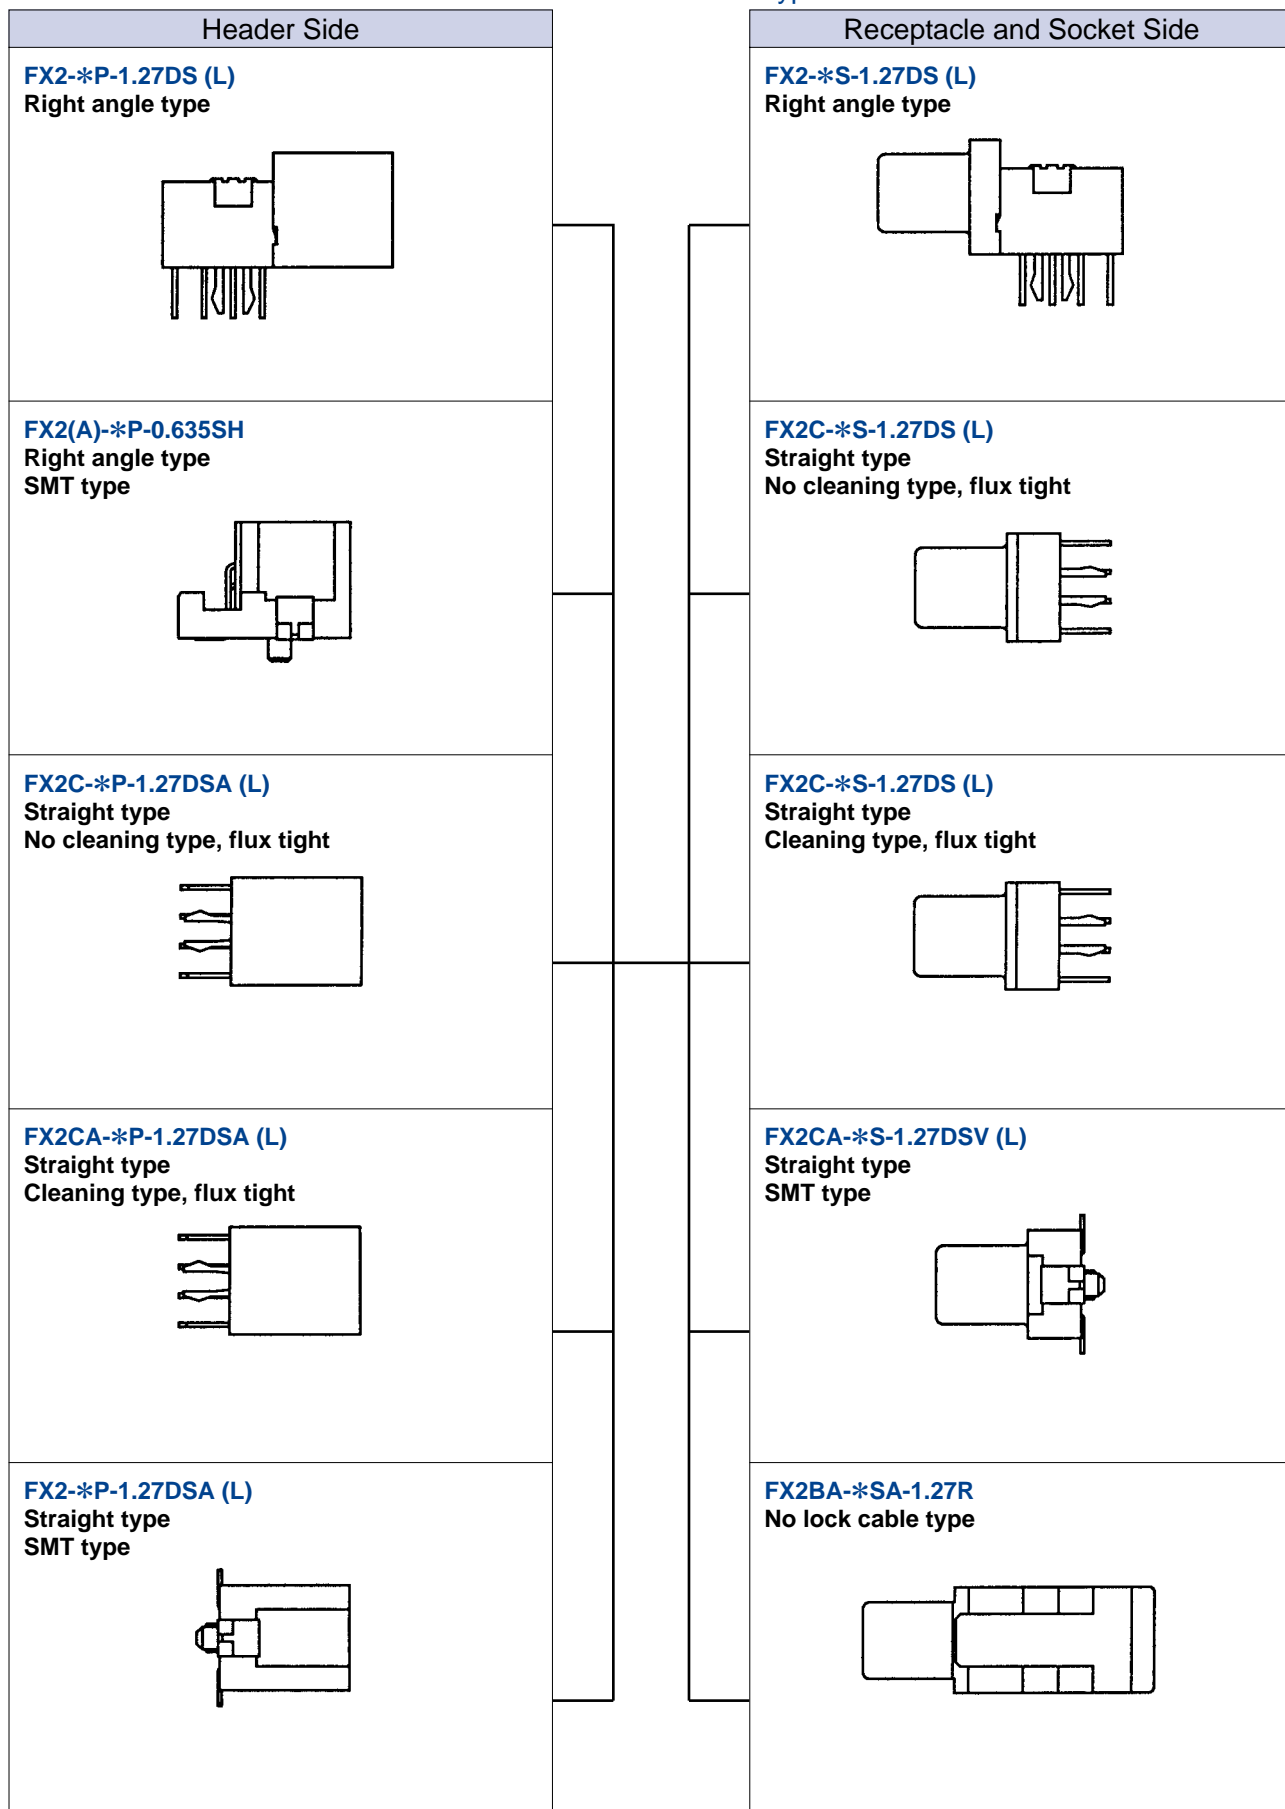 Header Side
FX2-*P-1.27DS (L)
Right angle type
FX2(A)-*P-0.635SH
Right angle type
SMT type
FX2C-*P-1.27DSA (L)
Straight type
No cleaning type, flux tight
FX2CA-*P-1.27DSA (L)
Straight type
Cleaning type, flux tight
FX2-*P-1.27DSA (L)
Straight type
SMT type
Receptacle and Socket Side
FX2-*S-1.27DS (L)
Right angle type
FX2C-*S-1.27DS (L)
Straight type
No cleaning type, flux tight
FX2C-*S-1.27DS (L)
Straight type
Cleaning type, flux tight
FX2CA-*S-1.27DSV (L)
Straight type
SMT type
FX2BA-*SA-1.27R
No lock cable type